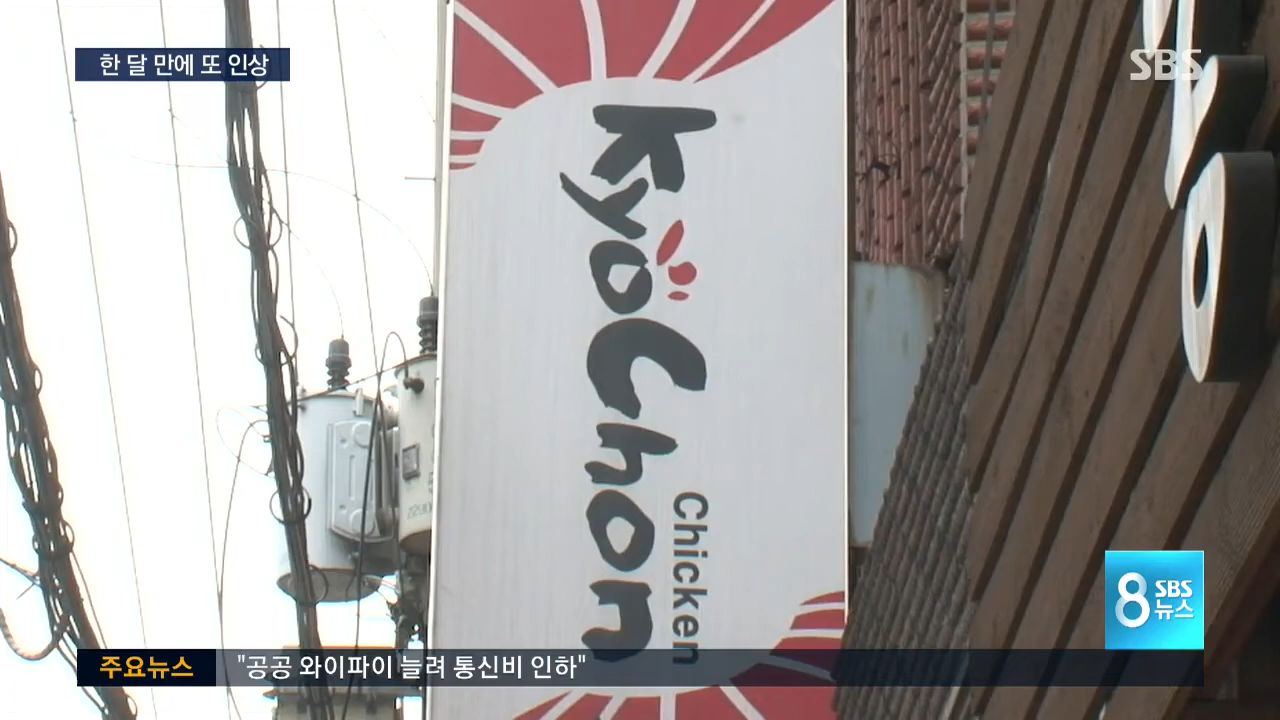 한 달 만에 또 인상
SBS
KyoChon
Chicken
8 SBS
뉴스
주요뉴스 "공공 와이파이 늘려 통신비 인하"